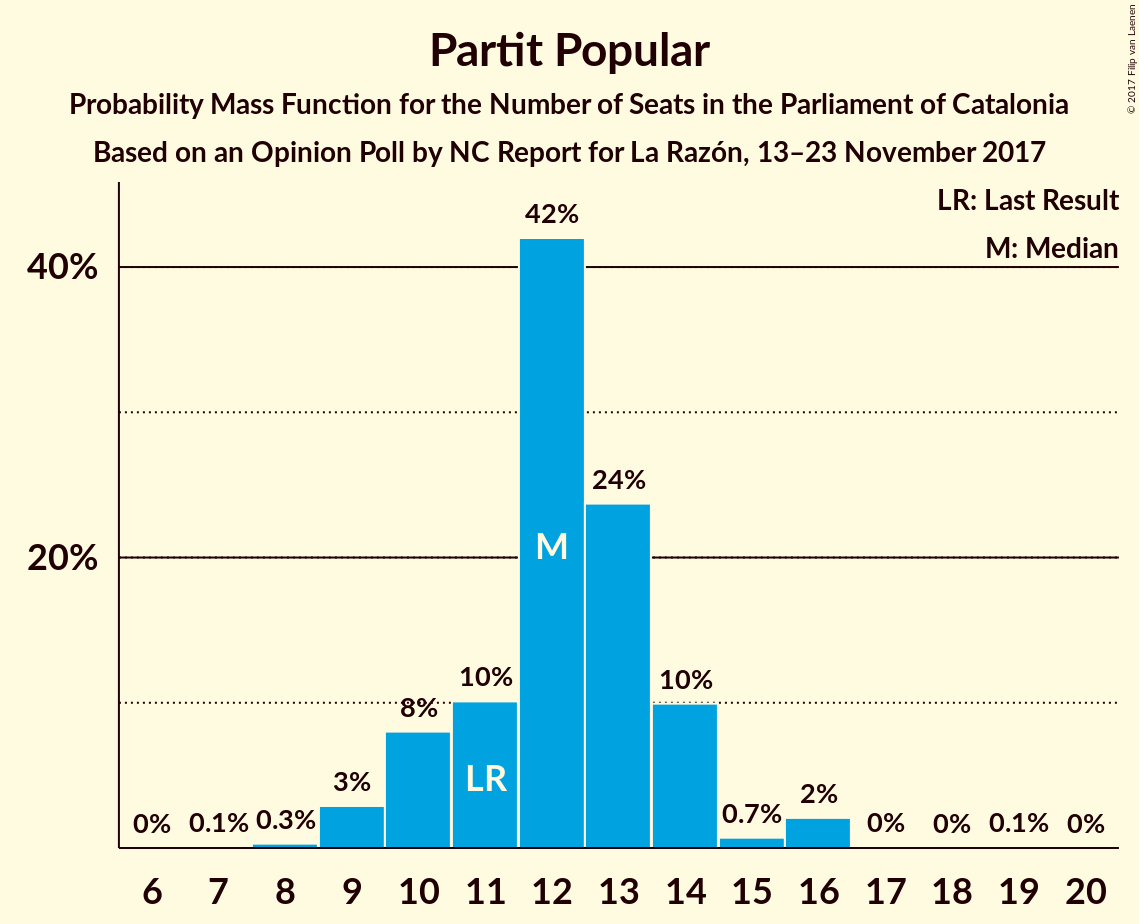 Partit Popular
Probability Mass Function for the Number of Seats in the Parliament of Catalonia
Based on an Opinion Poll by NC Report for La Razón, 13–23 November 2017
© 2017 Filip van Laenen
LR: Last Result
M: Median
40%
20%
0%
0.1%
0.3%
3%
8%
10%
42%
24%
10%
0.7%
2%
0%
0%
0.1%
0%
LR
M
6 7 8 9 10 11 12 13 14 15 16 17 18 19 20